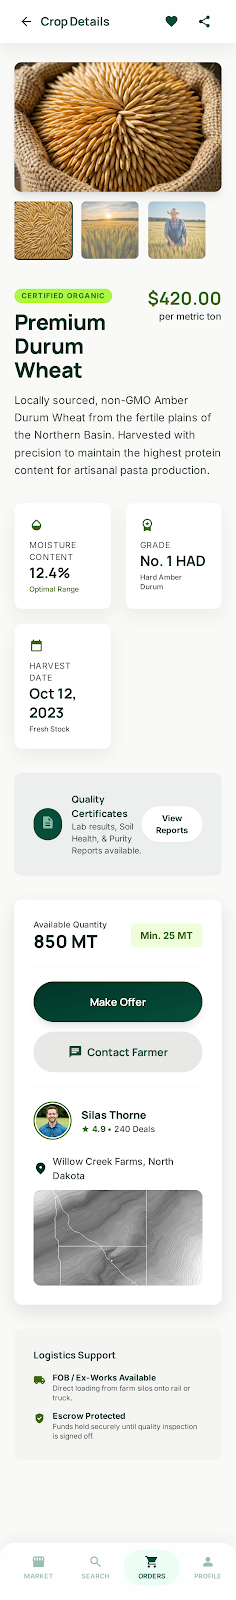 Crop Details
CERTIFIED ORGANIC
Premium
Durum
Wheat
$420.00
per metric ton
Locally sourced, non-GMO Amber
Durum Wheat from the fertile plains of
the Northern Basin. Harvested with
precision to maintain the highest protein
content for artisanal pasta production.
MOISTURE
CONTENT
12.4%
Optimal Range
GRADE
No. 1 HAD
Hard Amber
Durum
HARVEST
DATE
Oct 12,
2023
Fresh Stock
Quality
Certificates
Lab results, Soil
Health, & Purity
Reports available.
View
Reports
Available Quantity
850 MT
Min. 25 MT
Make Offer
Contact Farmer
Silas Thorne
★ 4.9 • 240 Deals
Willow Creek Farms, North
Dakota
Logistics Support
FOB / Ex-Works Available
Direct loading from farm silos onto rail or
truck.
Escrow Protected
Funds held securely until quality inspection
is signed off.
MARKET
SEARCH
ORDERS
PROFILE